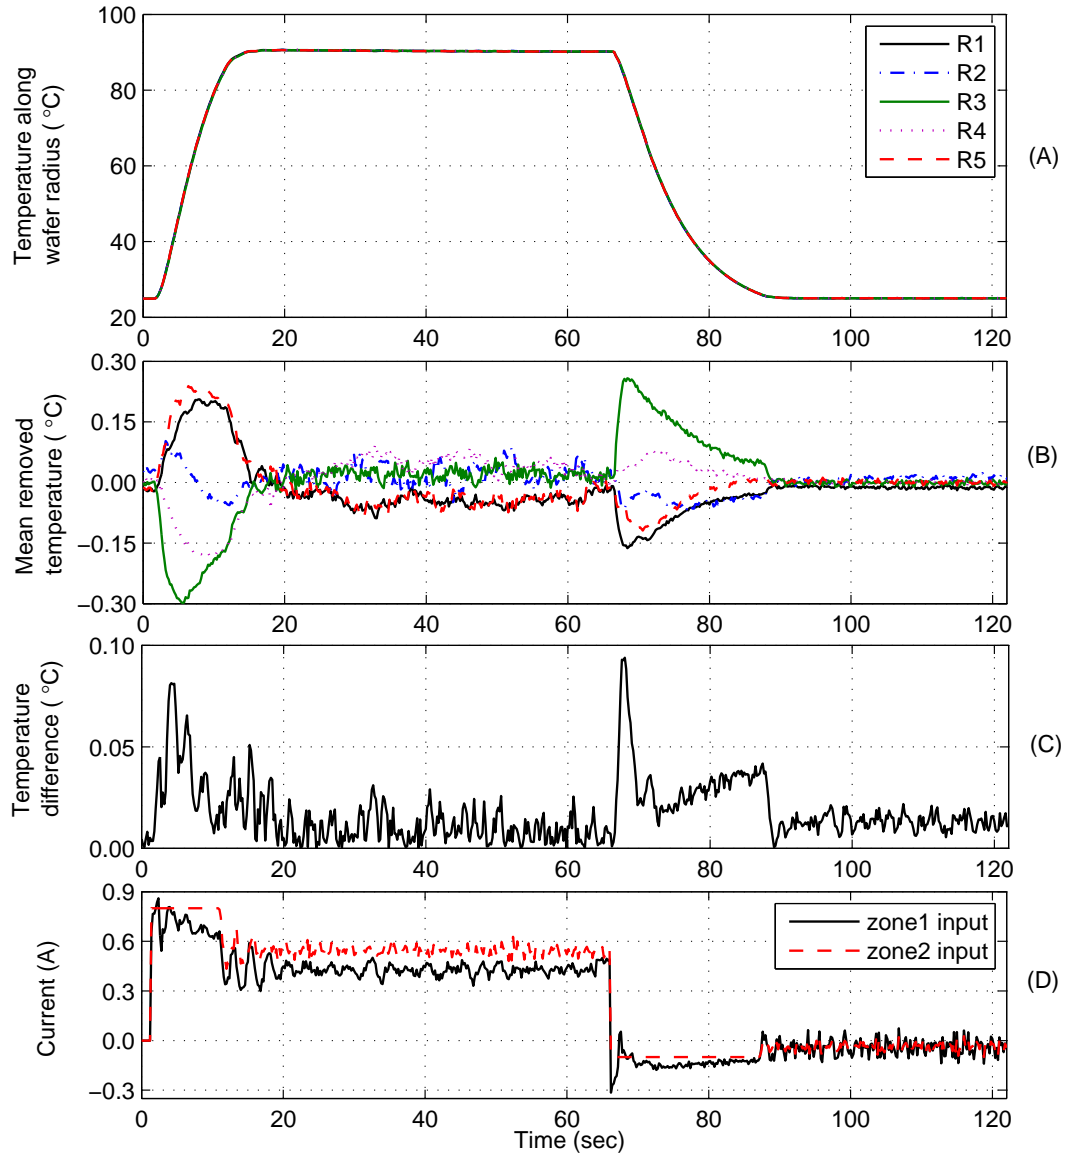 100
80
60
40
20
Temperature along
wafer radius ( °C)
R1
R2
R3
R4
R5
(A)
0 20 40 60 80 100 120
0.30
0.15
0.00
−0.15
−0.30
Mean removed
temperature ( °C)
(B)
0 20 40 60 80 100 120
0.10
0.05
0.00
Temperature
difference ( °C)
(C)
0 20 40 60 80 100 120
0.9
0.6
0.3
0.0
−0.3
Current (A)
zone1 input
zone2 input
(D)
0 20 40 60 80 100 120
Time (sec)